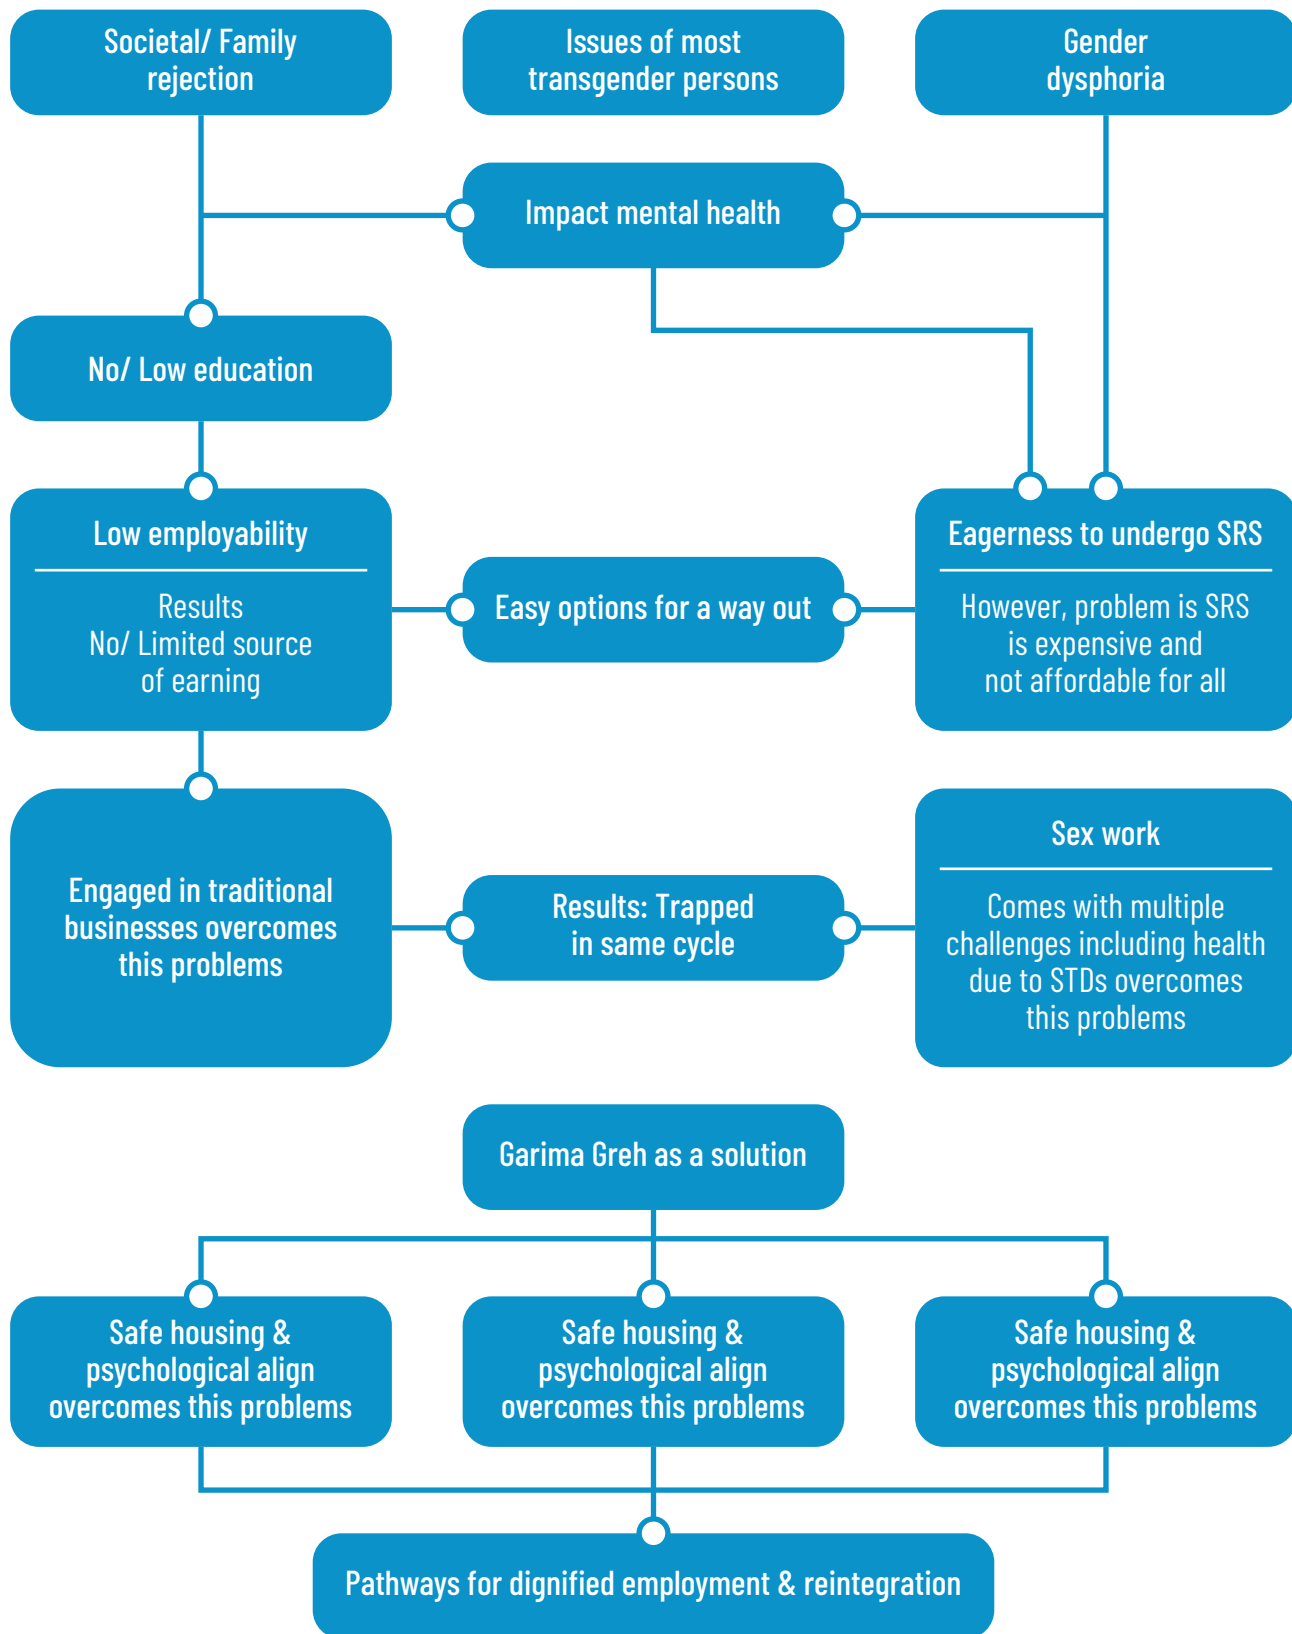 Societal/ Family
rejection
Issues of most
transgender persons
Gender
dysphoria
Impact mental health
No/ Low education
Low employability
Results
No/ Limited source
of earning
Easy options for a way out
Eagerness to undergo SRS
However, problem is SRS
is expensive and
not affordable for all
Engaged in traditional
businesses overcomes
this problems
Results: Trapped
in same cycle
Sex work
Comes with multiple
challenges including health
due to STDs overcomes
this problems
Garima Greh as a solution
Safe housing &
psychological align
overcomes this problems
Safe housing &
psychological align
overcomes this problems
Safe housing &
psychological align
overcomes this problems
Pathways for dignified employment & reintegration